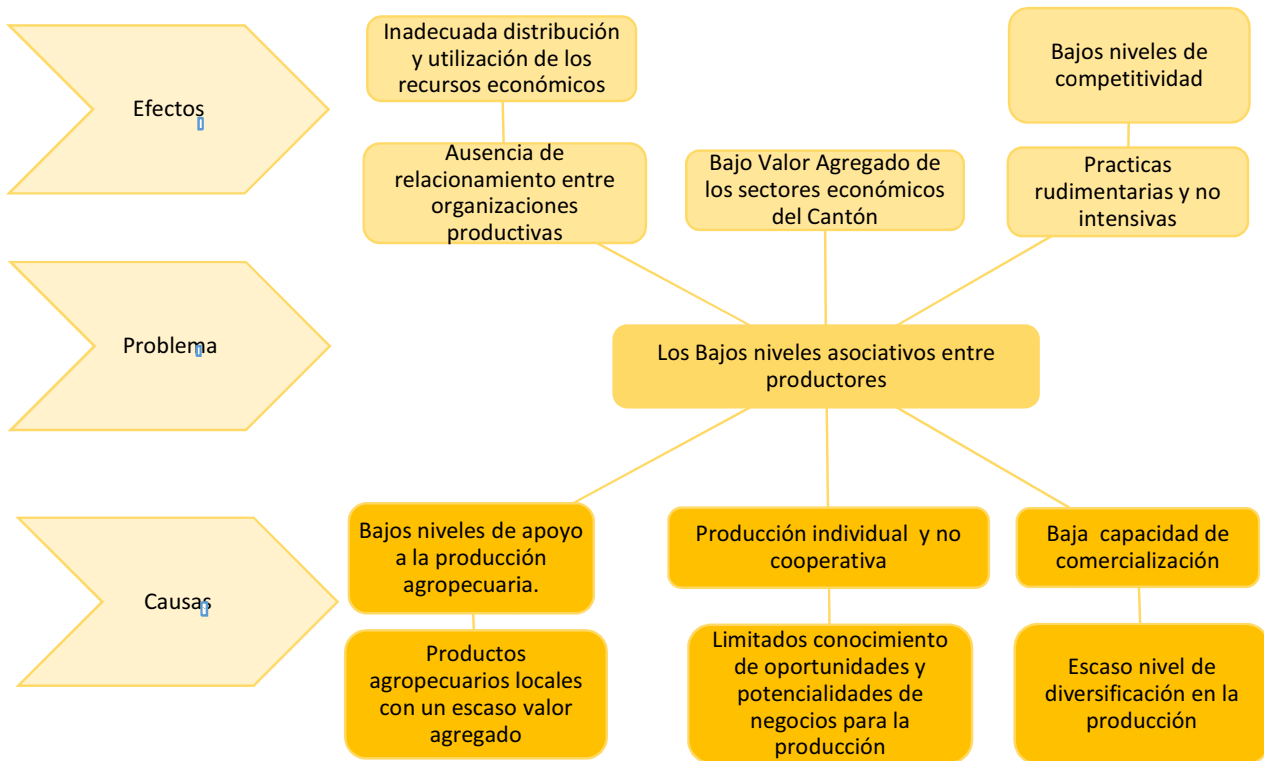 Efectos
Inadecuada distribución
y utilización de los
recursos económicos
Bajos niveles de
competitividad
Ausencia de
relacionamiento entre
organizaciones
productivas
Bajo Valor Agregado de
los sectores económicos
del Cantón
Practicas
rudimentarias y no
intensivas
Problema
Los Bajos niveles asociativos entre
productores
Causas
Bajos niveles de apoyo
a la producción
agropecuaria.
Producción individual y no
cooperativa
Baja capacidad de
comercialización
Productos
agropecuarios locales
con un escaso valor
agregado
Limitados conocimiento
de oportunidades y
potencialidades de
negocios para la
producción
Escaso nivel de
diversificación en la
producción